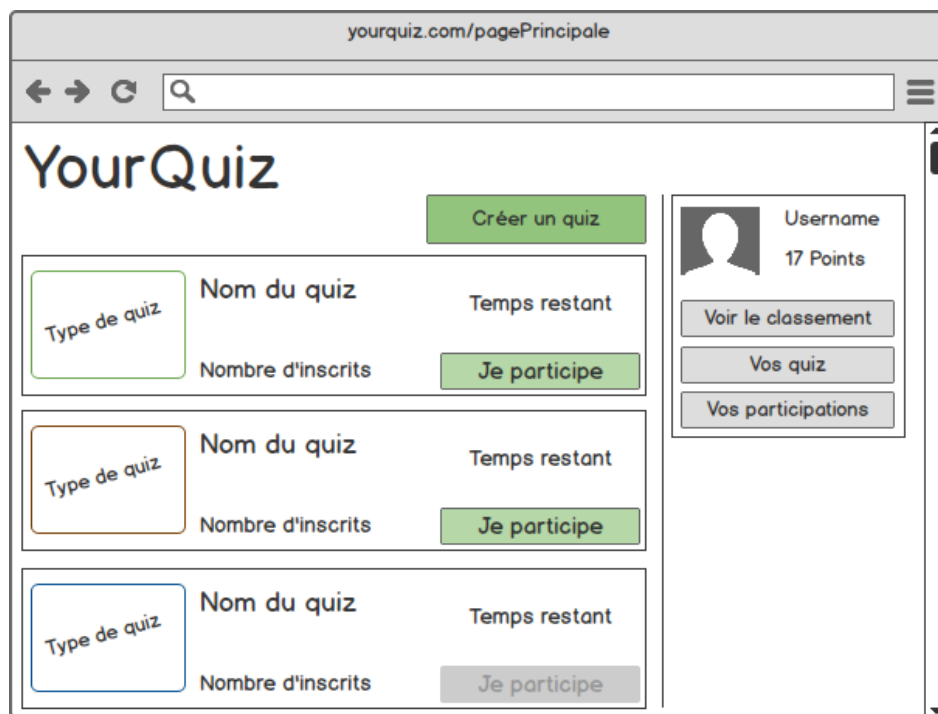 yourquiz.com/pagePrincipale
YourQuiz
Créer un quiz
Type de quiz
Nom du quiz
Temps restant
Nombre d'inscrits
Je participe
Type de quiz
Nom du quiz
Temps restant
Nombre d'inscrits
Je participe
Type de quiz
Nom du quiz
Temps restant
Nombre d'inscrits
Je participe
Username
17 Points
Voir le classement
Vos quiz
Vos participations